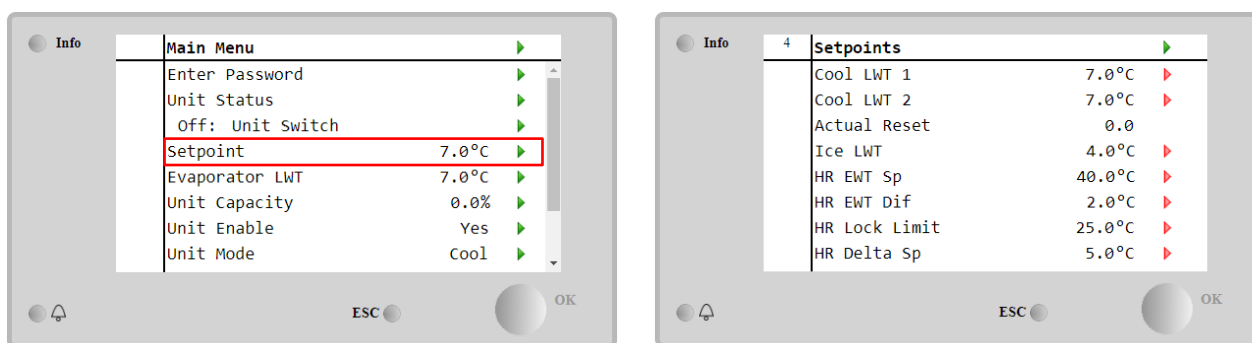 Info
Main Menu
Enter Password
Unit Status
Off: Unit Switch
Setpoint 7.0°C
Evaporator LWT 7.0°C
Unit Capacity 0.0%
Unit Enable Yes
Unit Mode Cool
ESC
OK
Info
4 Setpoints
Cool LWT 1 7.0°C
Cool LWT 2 7.0°C
Actual Reset 0.0
Ice LWT 4.0°C
HR EWT Sp 40.0°C
HR EWT Dif 2.0°C
HR Lock Limit 25.0°C
HR Delta Sp 5.0°C
ESC
OK